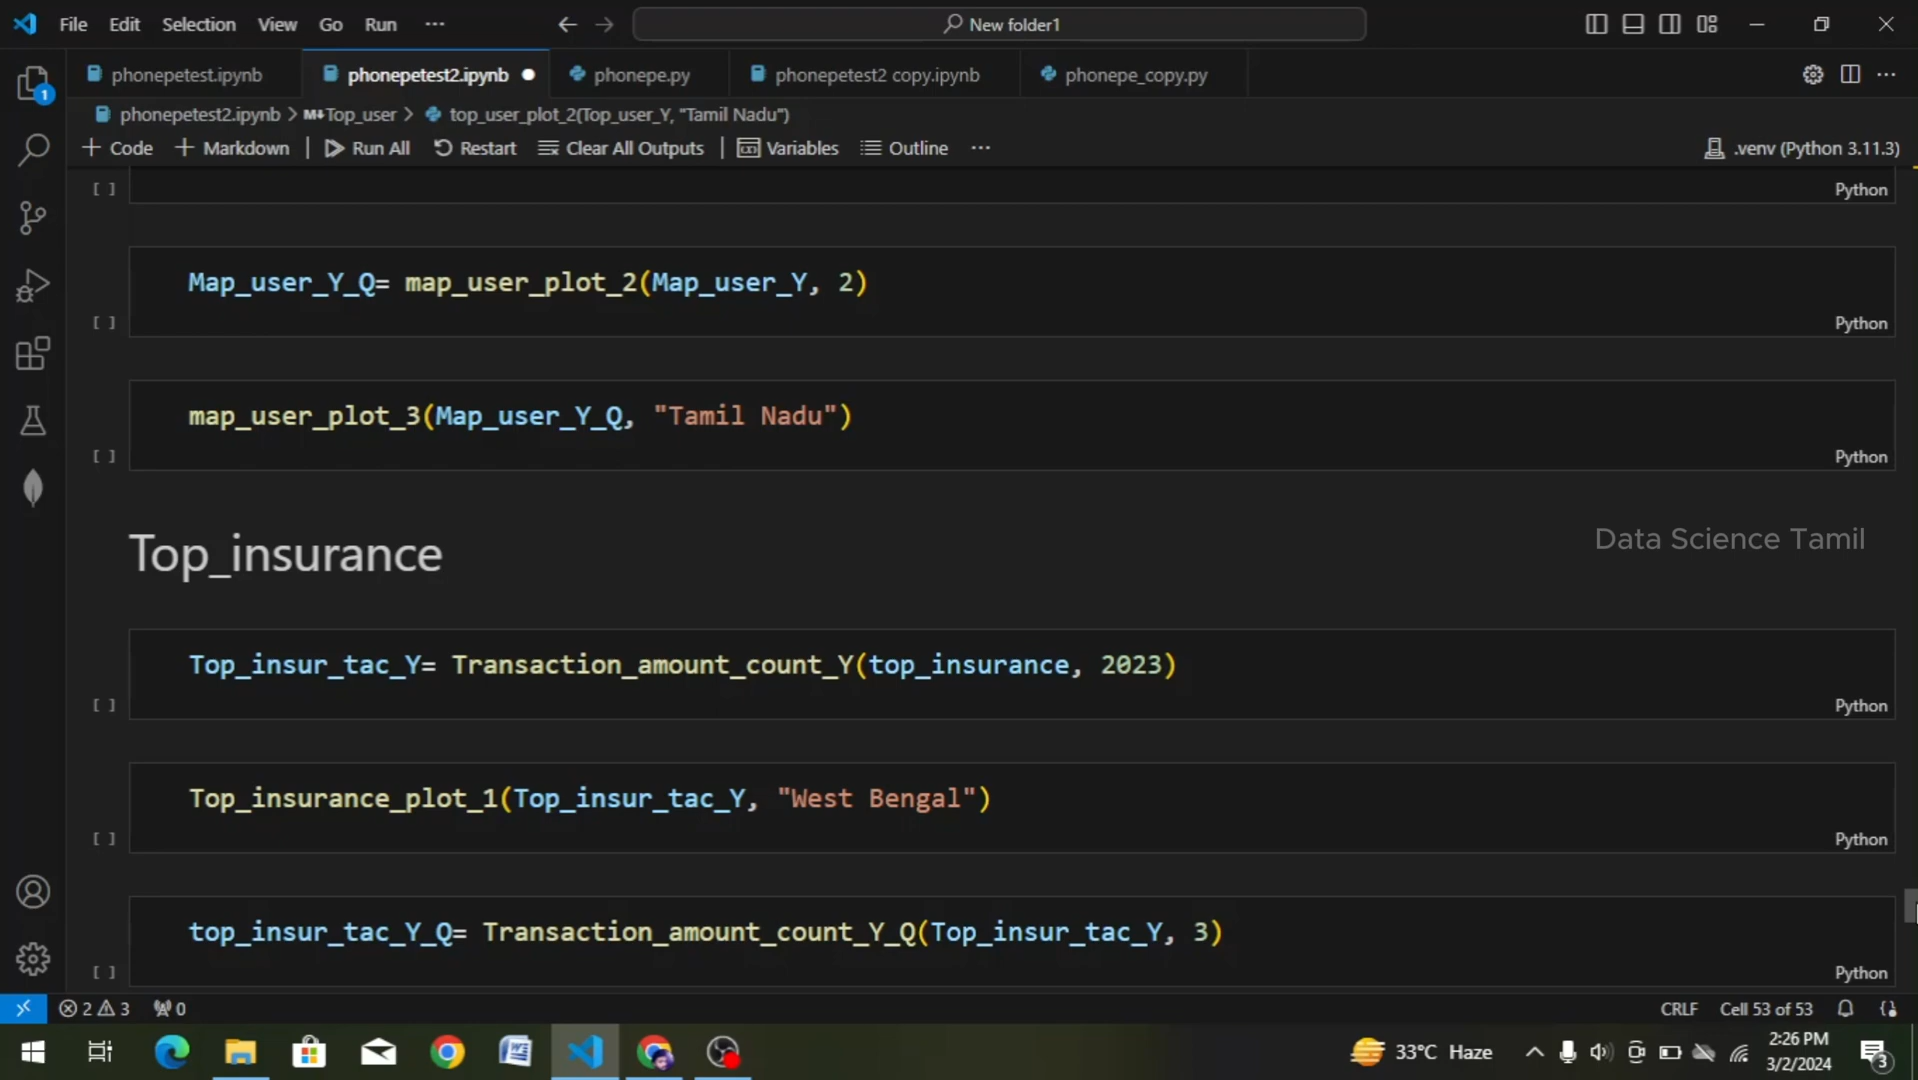 File Edit Selection View Go Run ··· New folder1
phonepetest.ipynb phonepetest2.ipynb phonepe.py phonepetest2 copy.ipynb phonepe_copy.py
phonepetest2.ipynb > M↓Top_user > top_user_plot_2(Top_user_Y, "Tamil Nadu")
+ Code + Markdown | Run All Restart Clear All Outputs | Variables Outline ··· .venv (Python 3.11.3)
[ ] Python
Map_user_Y_Q= map_user_plot_2(Map_user_Y, 2)
[ ] Python
map_user_plot_3(Map_user_Y_Q, "Tamil Nadu")
[ ] Python
Top_insurance
Data Science Tamil
Top_insur_tac_Y= Transaction_amount_count_Y(top_insurance, 2023)
[ ] Python
Top_insurance_plot_1(Top_insur_tac_Y, "West Bengal")
[ ] Python
top_insur_tac_Y_Q= Transaction_amount_count_Y_Q(Top_insur_tac_Y, 3)
[ ] Python
1
2 3 0 CRLF Cell 53 of 53
33°C Haze 2:26 PM
3/2/2024
3